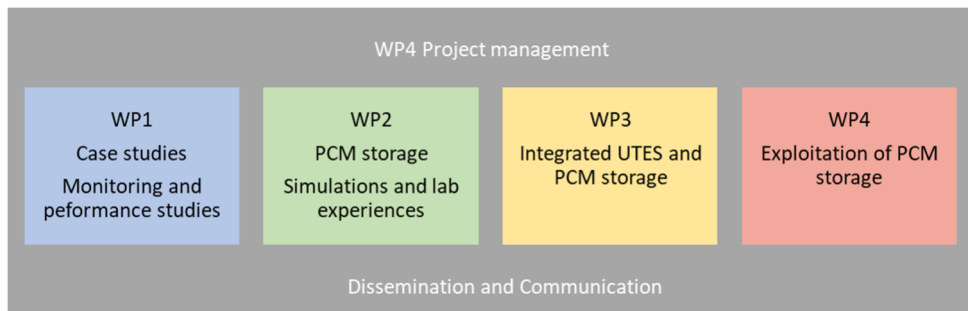 WP4 Project management
WP1
Case studies
Monitoring and
peformance studies
WP2
PCM storage
Simulations and lab
experiences
WP3
Integrated UTES and
PCM storage
WP4
Exploitation of PCM
storage
Dissemination and Communication